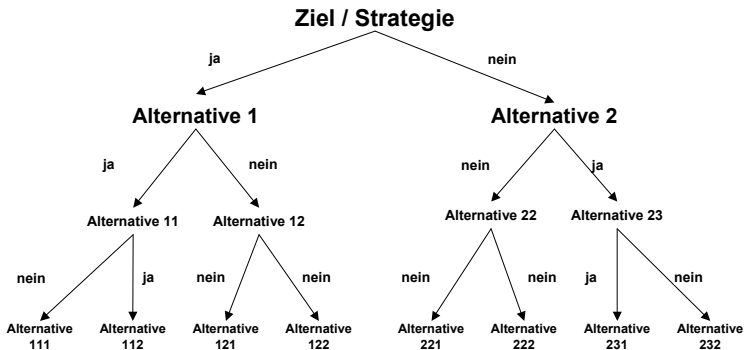 Ziel / Strategie
ja
nein
Alternative 1
Alternative 2
ja
nein
nein
ja
Alternative 11
Alternative 12
Alternative 22
Alternative 23
nein
ja
nein
nein
nein
nein
ja
nein
Alternative
111
Alternative
112
Alternative
121
Alternative
122
Alternative
221
Alternative
222
Alternative
231
Alternative
232